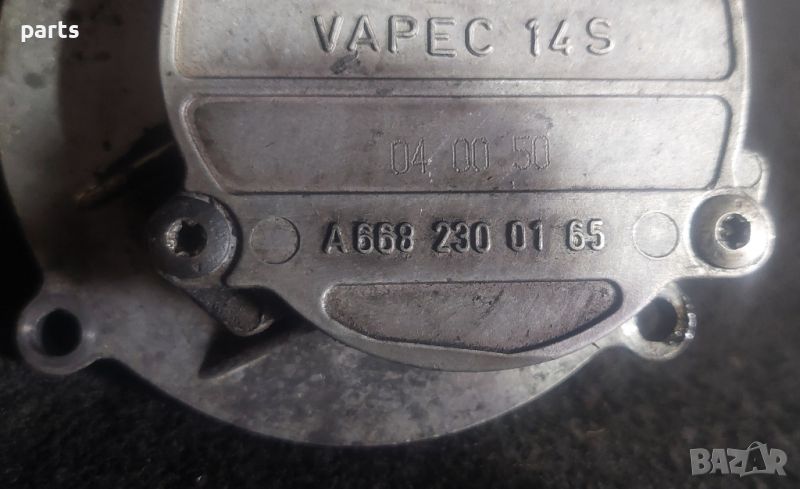 parts
VAPEC 14S
04 00 50
A 668 230 01 65
BAZAR